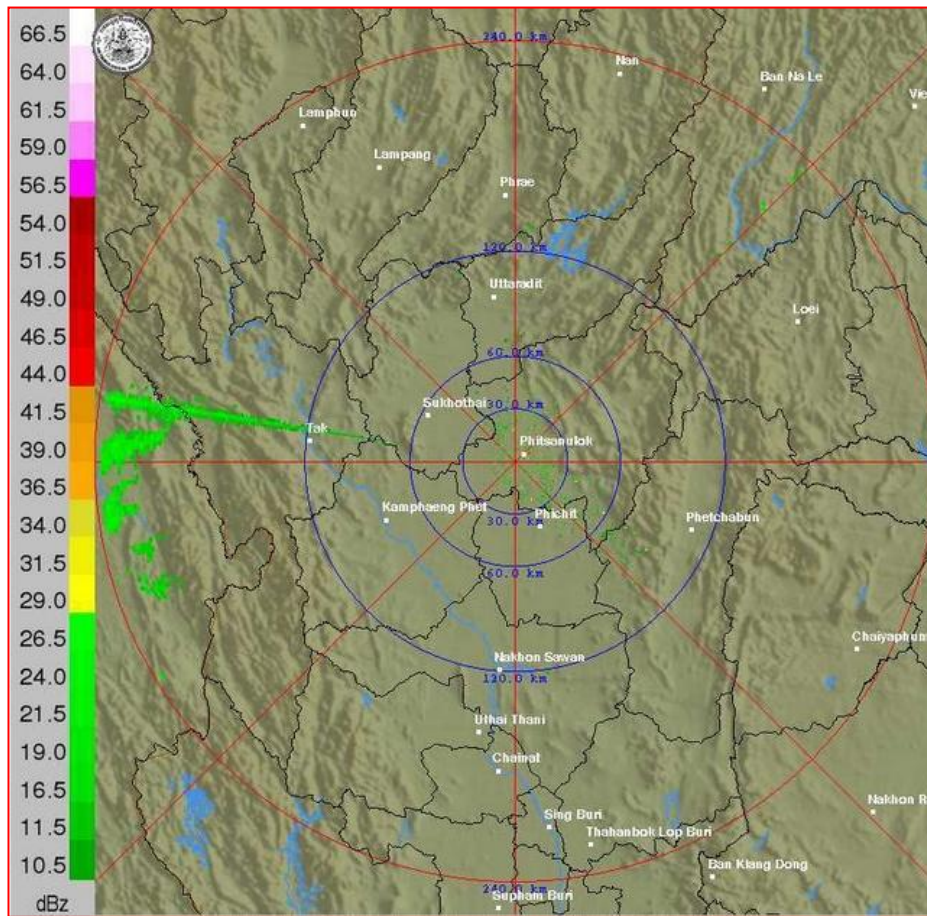 66.5
64.0
61.5
59.0
56.5
54.0
51.5
49.0
46.5
44.0
41.5
39.0
36.5
34.0
31.5
29.0
26.5
24.0
21.5
19.0
16.5
11.5
10.5
dBz
240.0 km
Nan
Ban Na Le
Vie
Lamphun
Lampang
Phrae
120.0 km
Uttaradit
Loei
60.0 km
Sukhothai
30.0 km
Tak
Phitsanulok
Kamphaeng Phet
Phichit
30.0 km
Phetchabun
60.0 km
Chaiyaphum
Nakhon Sawan
120.0 km
Uthai Thani
Chainat
Nakhon R
Sing Buri
Thahanbok Lop Buri
Ban Klang Dong
240.0 km
Supham Buri